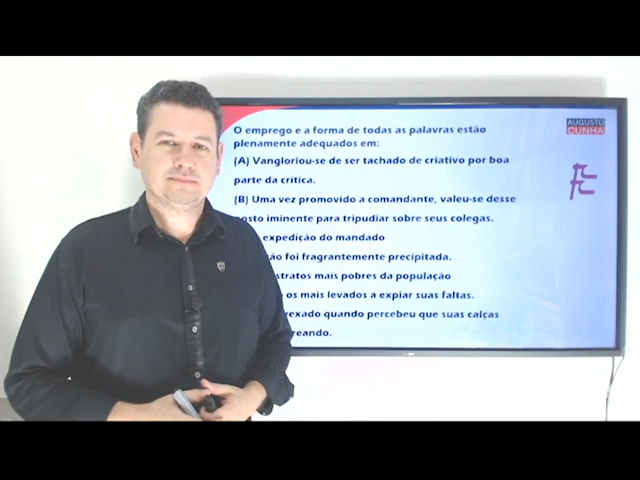 AUGUSTO
CUNHA
O emprego e a forma de todas as palavras estão
plenamente adequados em:
(A) Vangloriou-se de ser tachado de criativo por boa
parte da crítica.
(B) Uma vez promovido a comandante, valeu-se desse
posto iminente para tripudiar sobre seus colegas.
expedição do mandado
foi fragrantemente precipitada.
estratos mais pobres da população
os mais levados a expiar suas faltas.
vexado quando percebeu que suas calças
FCC